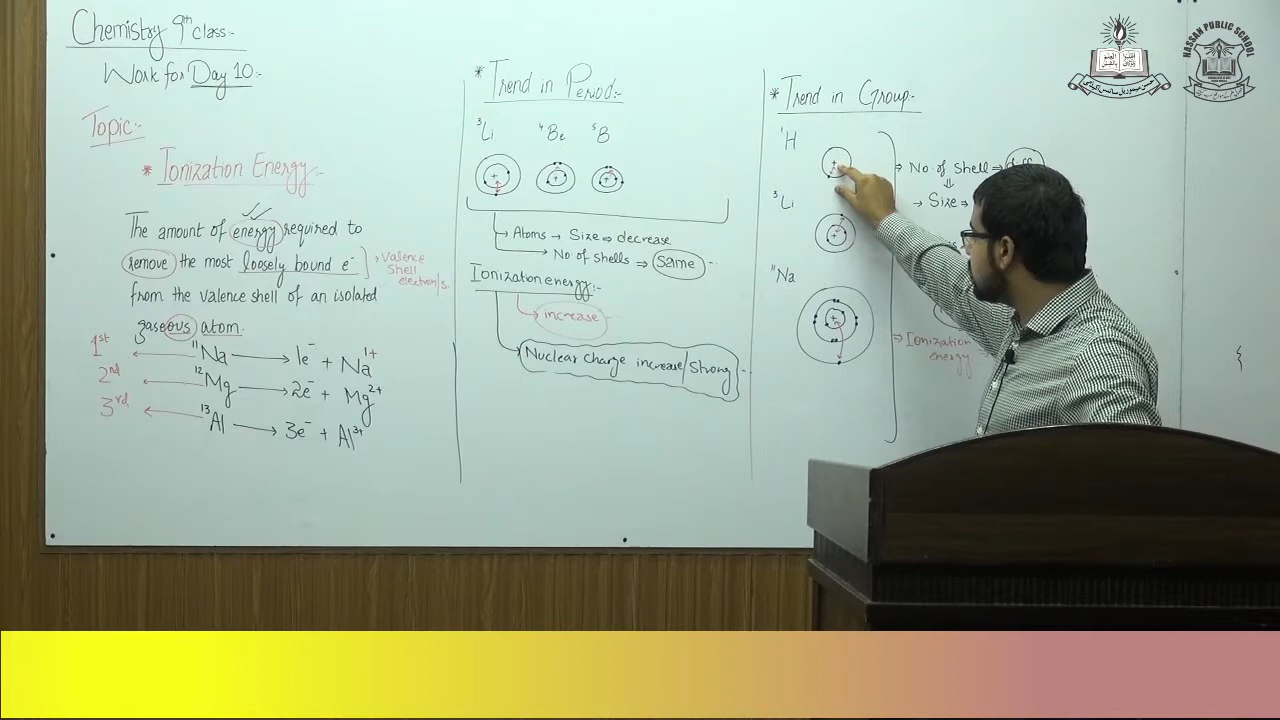 Chemistry 9th class:-
Work for Day 10:-
Topic:-
* Ionization Energy
The amount of energy required to
remove the most loosely bound e-
from the valence shell of an isolated
gaseous atom.
→ Valence
shell
electron/s.
1st ← 11Na → 1e- + Na1+
2nd ← 12Mg → 2e- + Mg2+
3rd ← 13Al → 3e- + Al3+
* Trend in Period:-
3Li 4Be 5B
→ Atoms → Size ⇒ decrease
→ No of shells ⇒ same
Ionization energy:-
→ increase
→ Nuclear charge increase/strong
* Trend in Group:-
1H
3Li
11Na
⇒ No of shell ⇒
⇓
→ Size ⇒
⇒ Ionization
energy
HASSAN PUBLIC SCHOOL